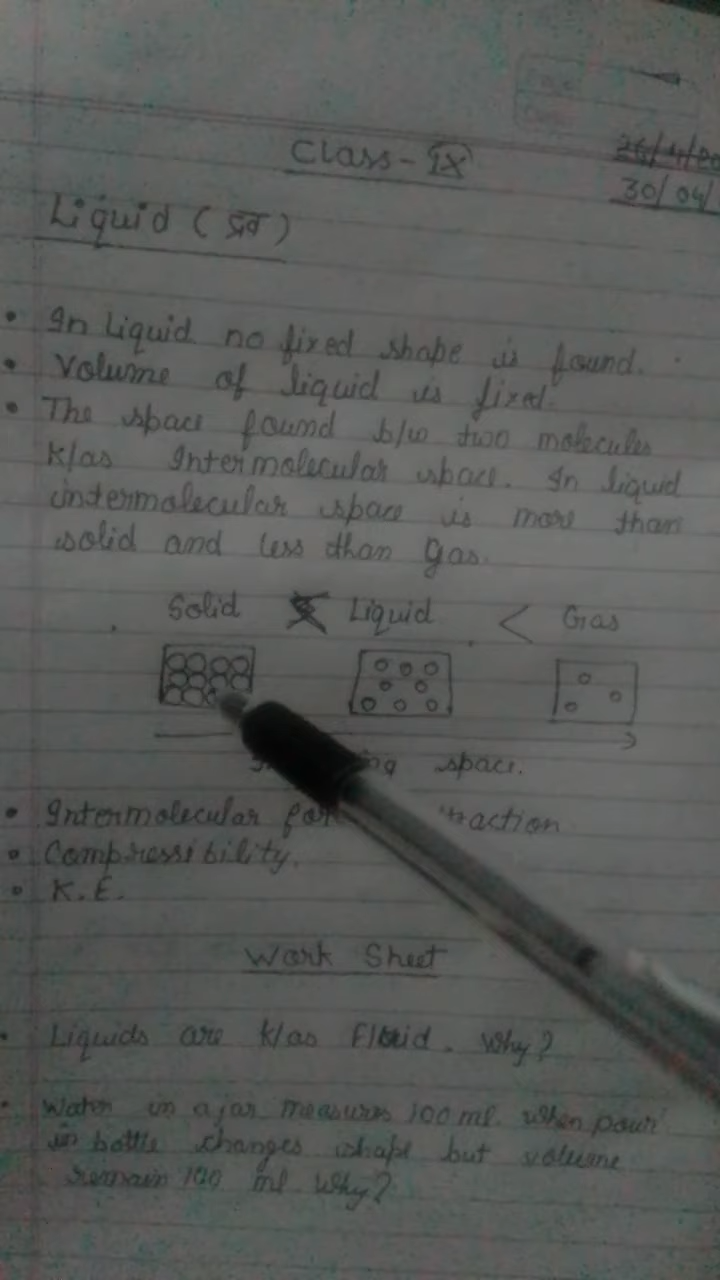 Class - IX
30/04/
Liquid (द्रव)
• In Liquid no fixed shape is found.
• Volume of liquid is fixed.
• The space found b/w two molecules
k/as Intermolecular space. In liquid
intermolecular space is more than
solid and less than Gas.
Solid < Liquid < Gas
space.
• Intermolecular
• Compressibility.
• K.E.
Work Sheet
• Liquids are k/as Fluid. Why?
• Water in a jar measures 100 ml. when pour
in bottle changes shape but volume
remain 100 ml Why?